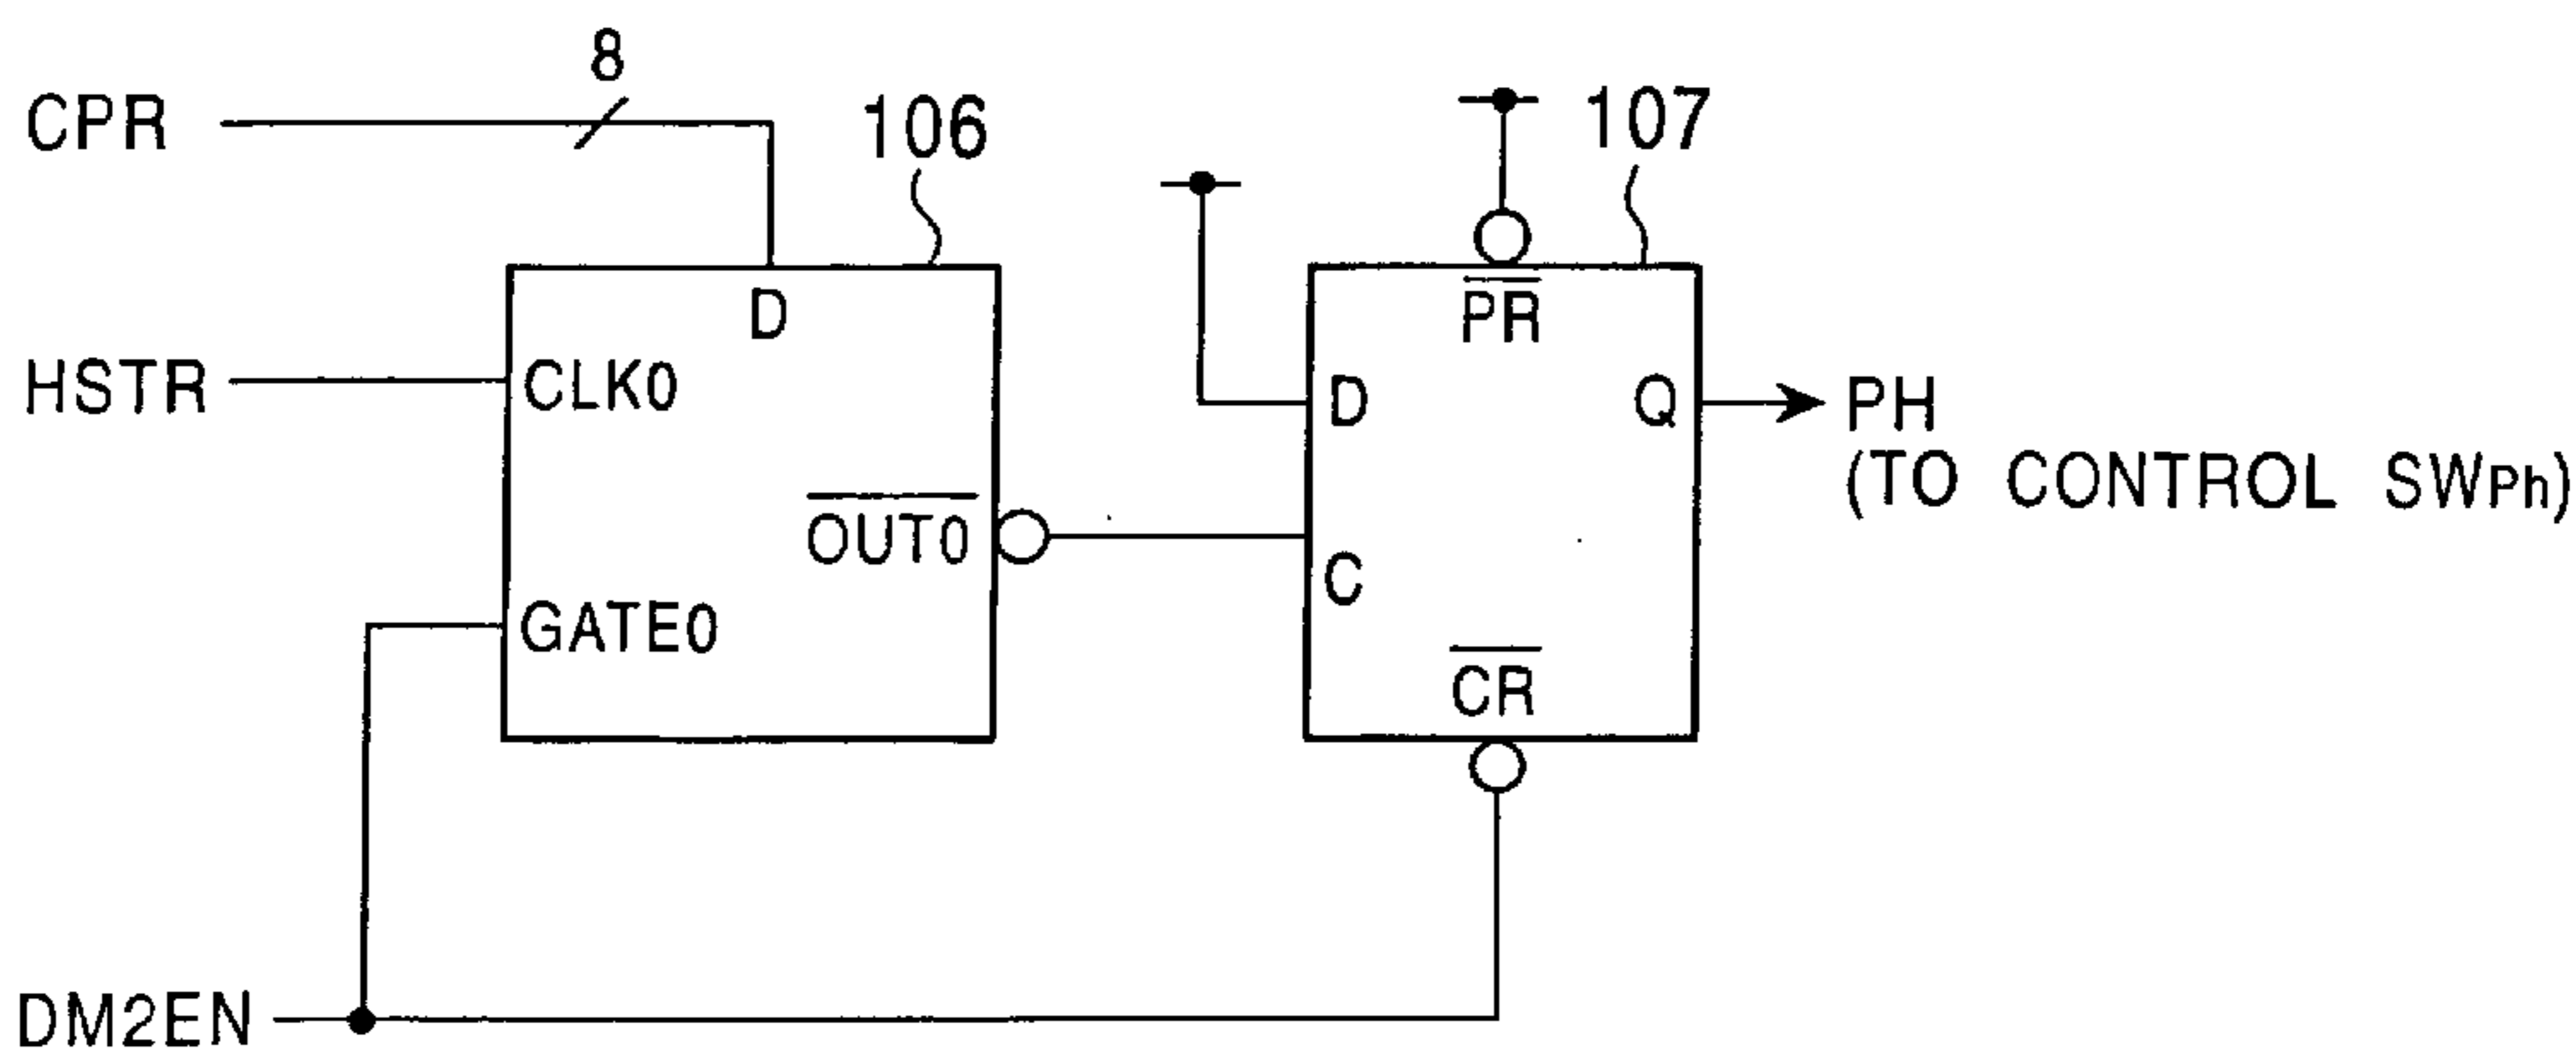 8
CPR
106
107
D
PR
HSTR
CLK0
D
Q
PH
(TO CONTROL SWPh)
OUT0
C
GATE0
CR
DM2EN